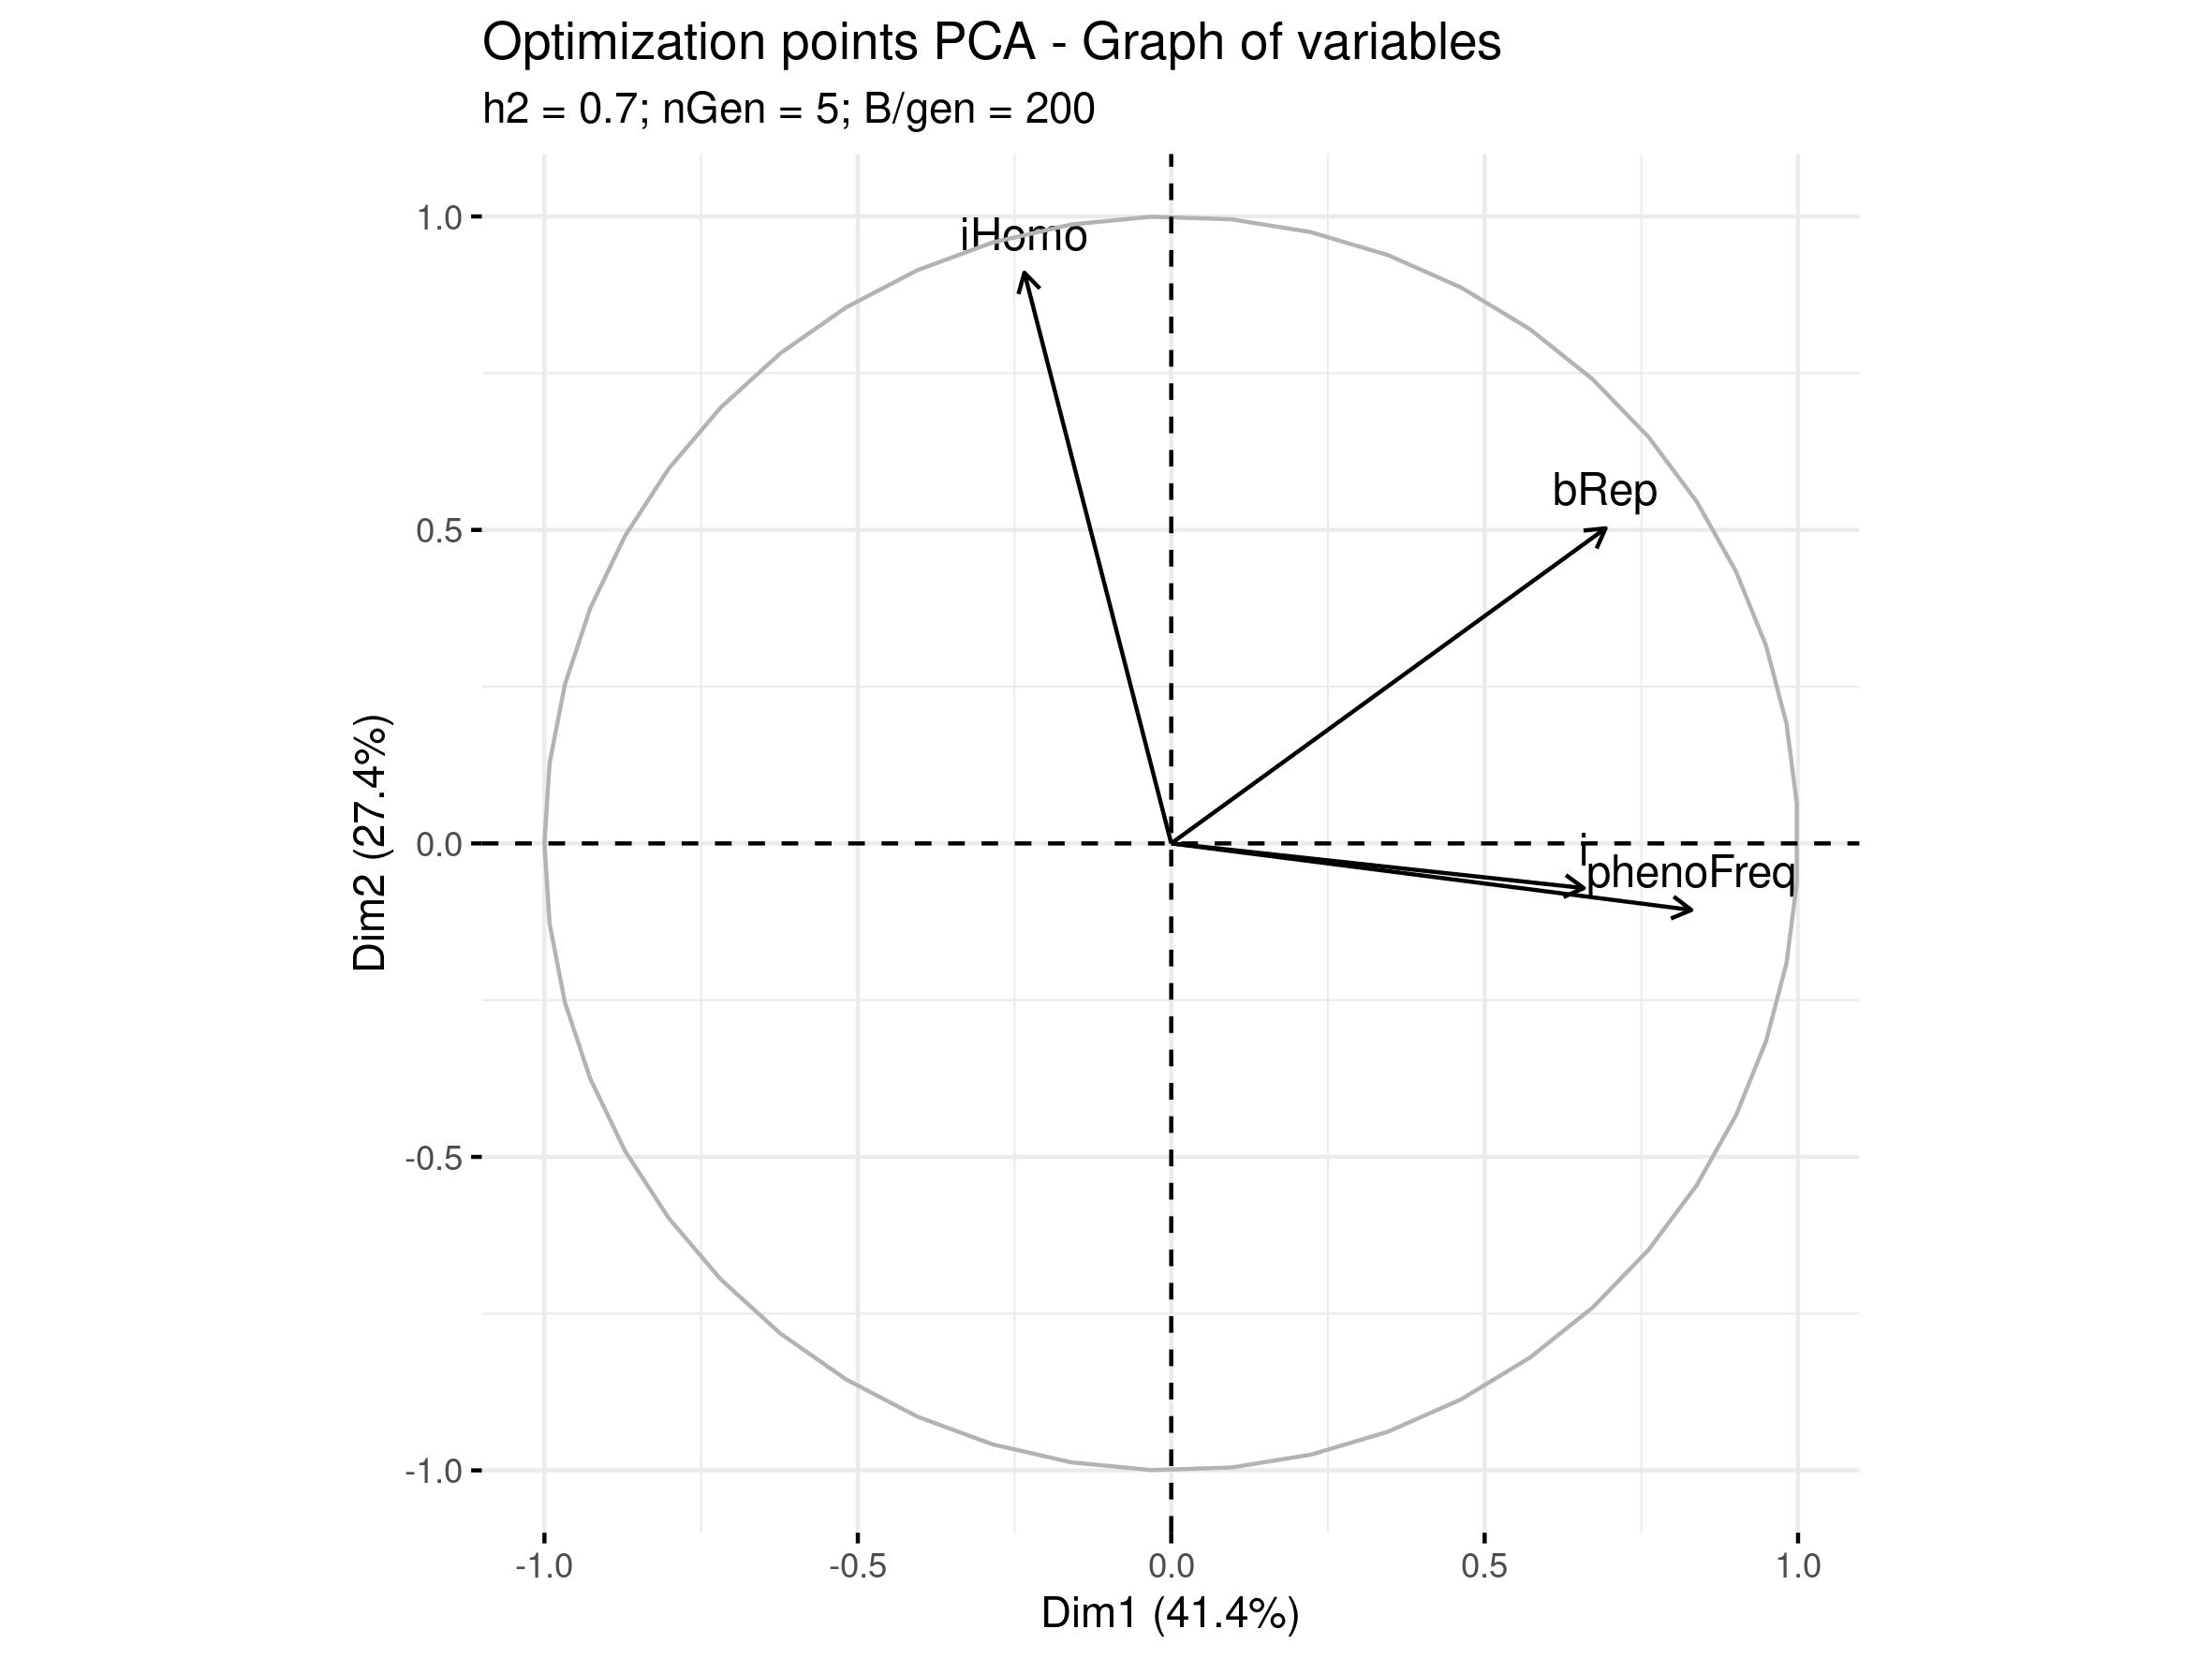 Optimization points PCA - Graph of variables
h2 = 0.7; nGen = 5; B/gen = 200
1.0
iHomo
bRep
0.5
Dim2 (27.4%)
0.0
i
phenoFreq
-0.5
-1.0
-1.0
-0.5
0.0
0.5
1.0
Dim1 (41.4%)